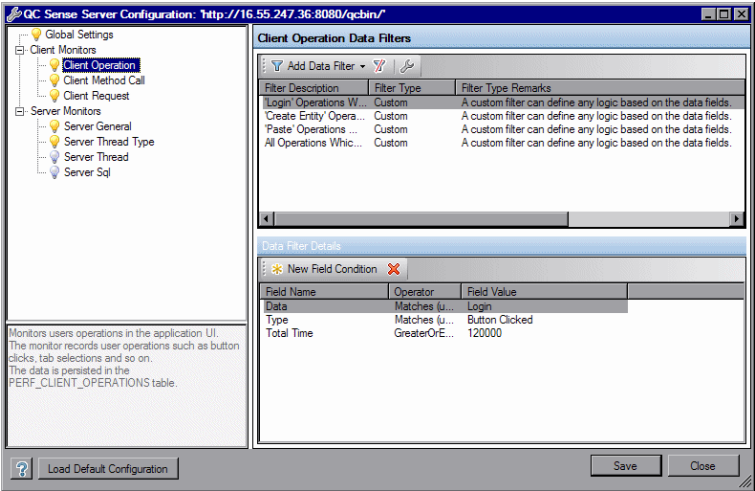 QC Sense Server Configuration: 'http://16.55.247.36:8080/qcbin/'
Global Settings
Client Monitors
Client Operation
Client Method Call
Client Request
Server Monitors
Server General
Server Thread Type
Server Thread
Server Sql
Monitors users operations in the application UI.
The monitor records user operations such as button
clicks, tab selections and so on.
The data is persisted in the
PERF_CLIENT_OPERATIONS table.
Client Operation Data Filters
Add Data Filter
Filter Description Filter Type Filter Type Remarks
'Login' Operations W... Custom A custom filter can define any logic based on the data fields.
'Create Entity' Opera... Custom A custom filter can define any logic based on the data fields.
'Paste' Operations ... Custom A custom filter can define any logic based on the data fields.
All Operations Whic... Custom A custom filter can define any logic based on the data fields.
Data Filter Details
New Field Condition
Field Name Operator Field Value
Data Matches (u... Login
Type Matches (u... Button Clicked
Total Time GreaterOrE... 120000
? Load Default Configuration Save Close